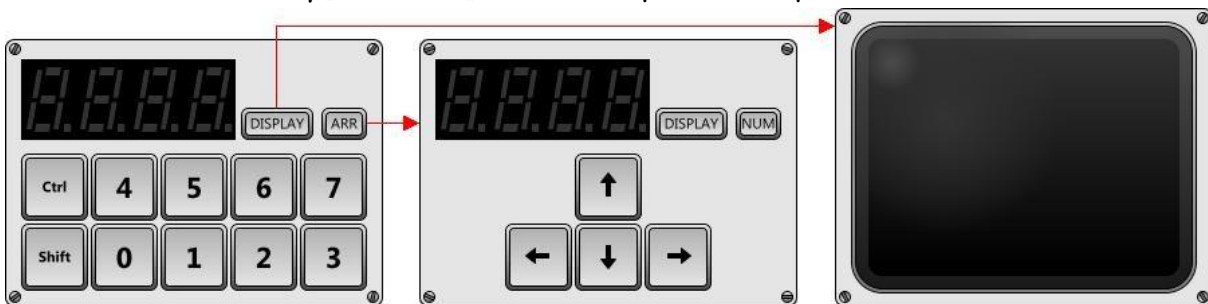 DISPLAY ARR
Ctrl 4 5 6 7
Shift 0 1 2 3
DISPLAY NUM
↑
← ↓ →